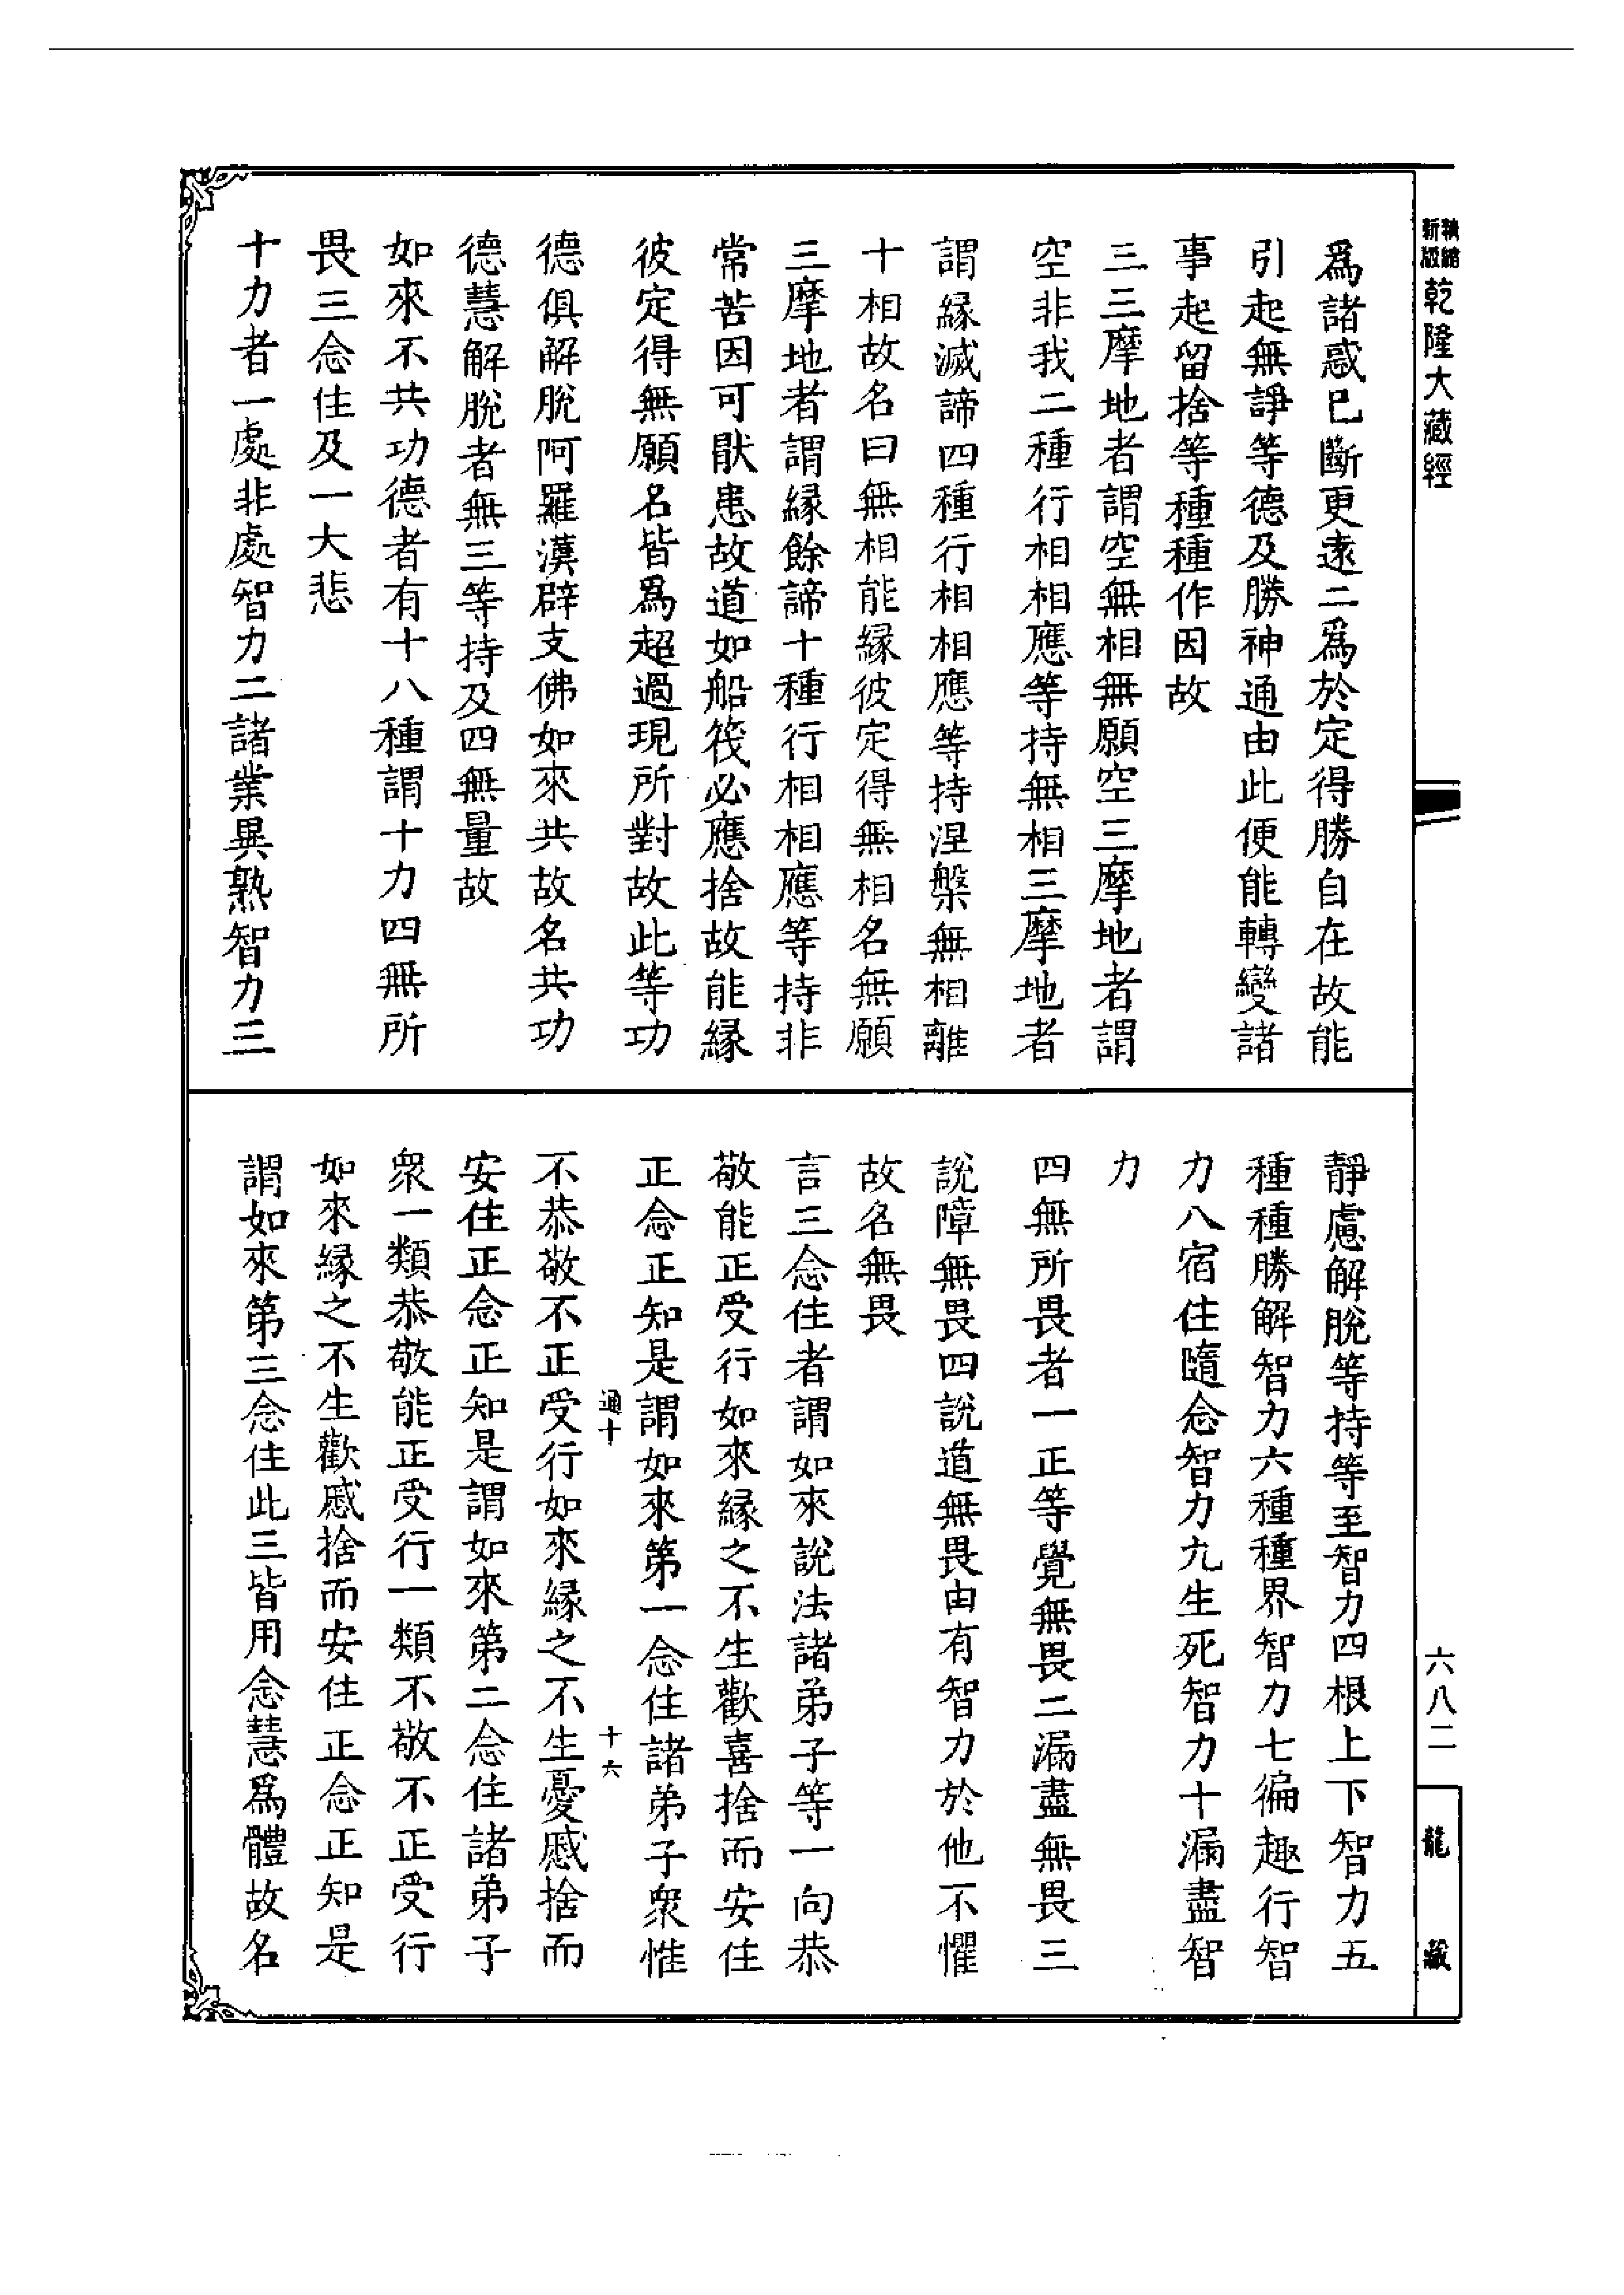 新版 乾隆大藏經
六八二
龍藏
爲諸惑已斷更遠二爲於定得勝自在故能
引起無諍等德及勝神通由此便能轉變諸
事起留捨等種種作因故
三三摩地者謂空無相無願空三摩地者謂
空非我二種行相相應等持無相三摩地者
謂緣滅諦四種行相相應等持涅槃無相離
十相故名曰無相能緣彼定得無相名無願
三摩地者謂緣餘諦十種行相相應等持非
常苦因可猒患故道如船筏必應捨故能緣
彼定得無願名皆爲超過現所對故此等功
德俱解脫阿羅漢辟支佛如來共故名共功
德慧解脫者無三等持及四無量故
如來不共功德者有十八種謂十力四無所
畏三念住及一大悲
十力者一處非處智力二諸業異熟智力三
靜慮解脫等持等至智力四根上下智力五
種種勝解智力六種種界智力七徧趣行智
力八宿住隨念智力九生死智力十漏盡智
力
四無所畏者一正等覺無畏二漏盡無畏三
說障無畏四說道無畏由有智力於他不懼
故名無畏
言三念住者謂如來說法諸弟子等一向恭
敬能正受行如來緣之不生歡喜捨而安住
正念正知是謂如來第一念住諸弟子眾惟
通十 十六
不恭敬不正受行如來緣之不生憂慼捨而
安住正念正知是謂如來第二念住諸弟子
眾一類恭敬能正受行一類不敬不正受行
如來緣之不生歡慼捨而安住正念正知是
謂如來第三念住此三皆用念慧爲體故名